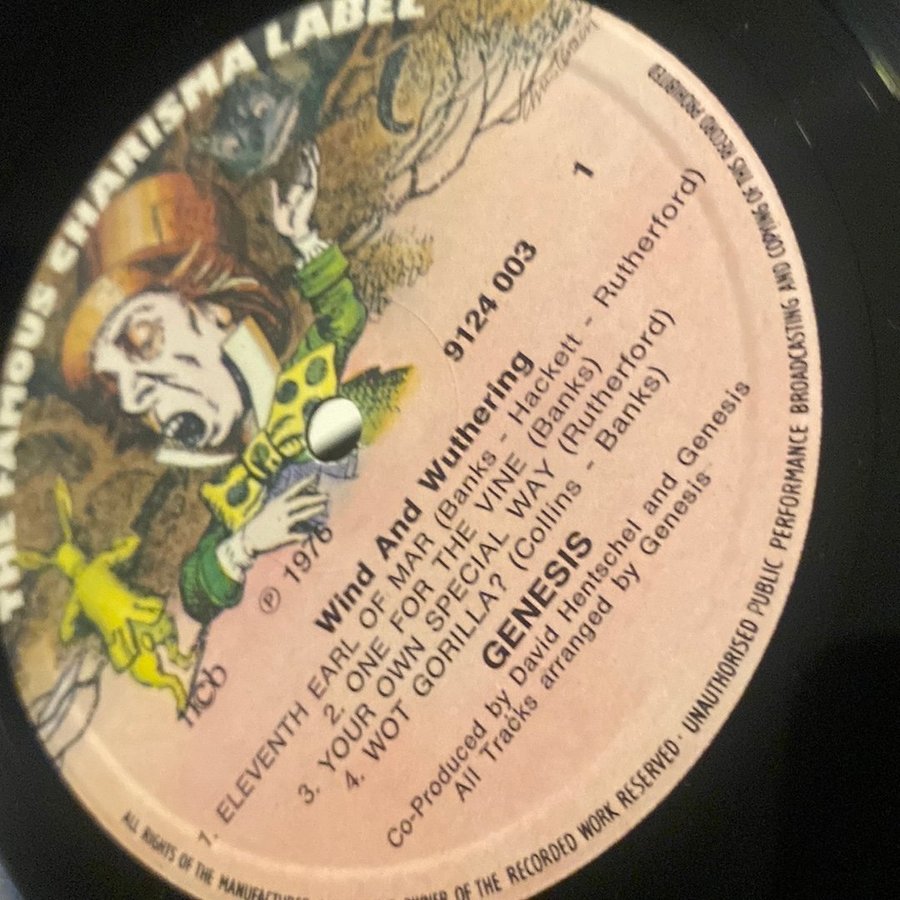 THE FAMOUS CHARISMA LABEL
1
9124 003
℗ 1976
ncb
Wind And Wuthering
1. ELEVENTH EARL OF MAR (Banks - Hackett - Rutherford)
2. ONE FOR THE VINE (Banks)
3. YOUR OWN SPECIAL WAY (Rutherford)
4. WOT GORILLA? (Collins - Banks)
GENESIS
Co-Produced by David Hentschel and Genesis
All Tracks arranged by Genesis
ALL RIGHTS OF THE MANUFACTURER OWNER OF THE RECORDED WORK RESERVED · UNAUTHORISED PUBLIC PERFORMANCE BROADCASTING AND COPYING OF THIS RECORD PROHIBITED